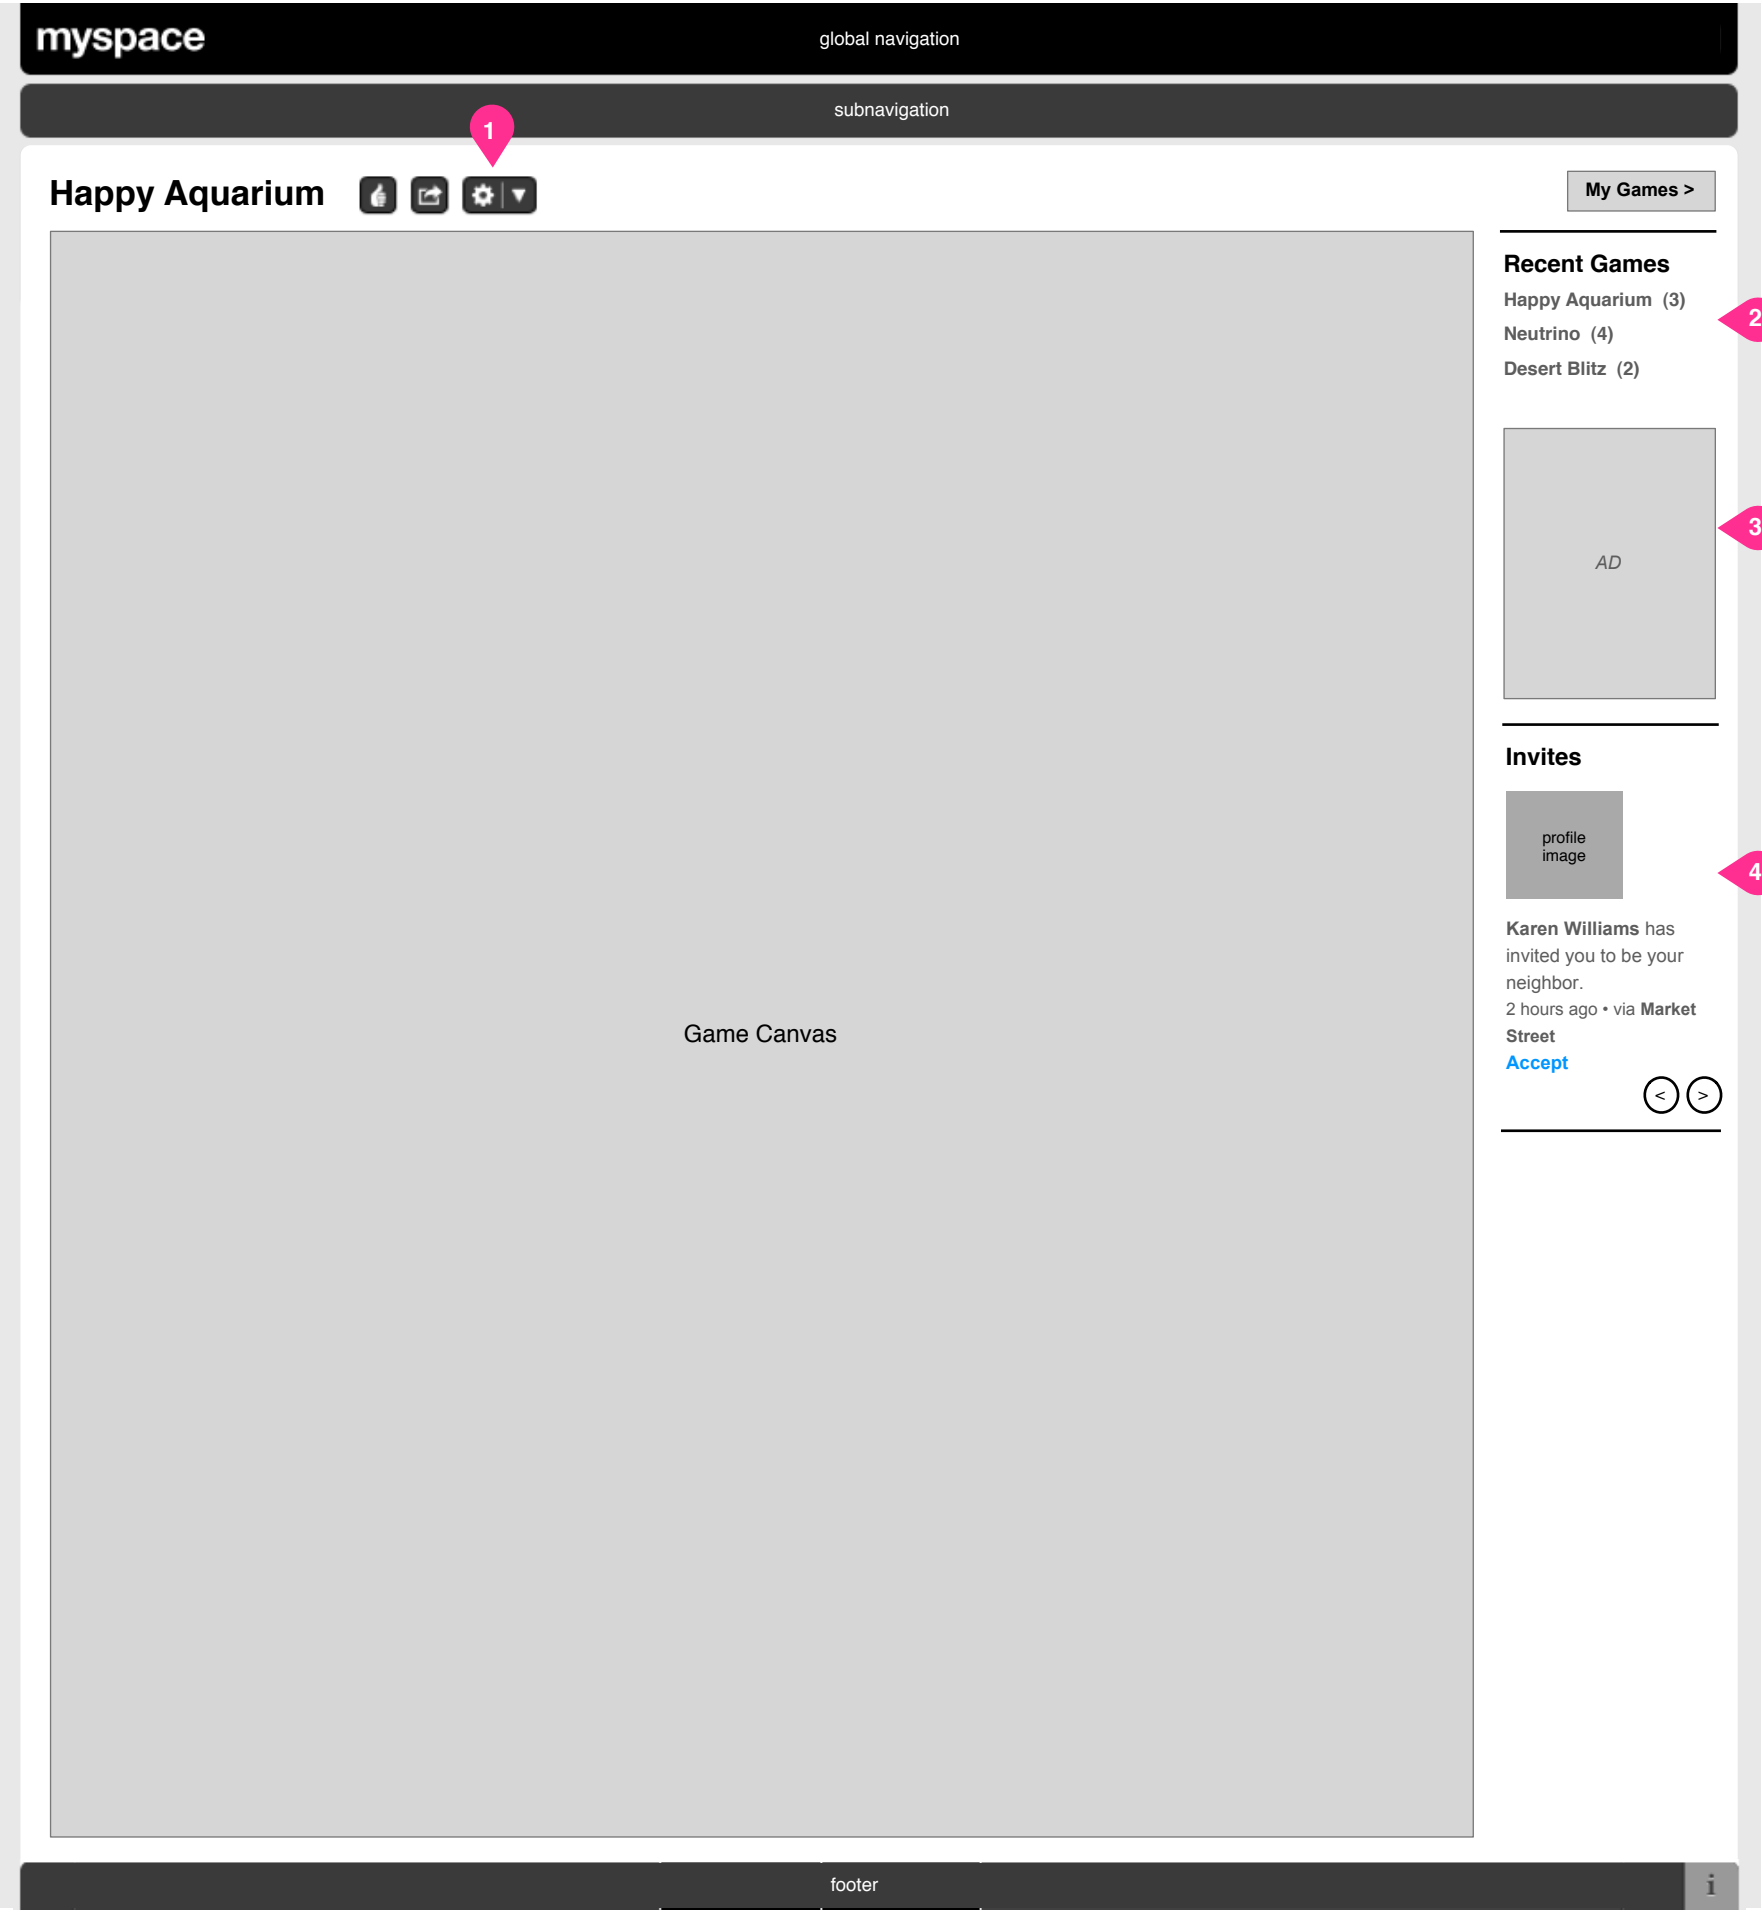 myspace
global navigation
subnavigation
1
Happy Aquarium
My Games >
Recent Games
Happy Aquarium (3)
2
Neutrino (4)
Desert Blitz (2)
3
AD
Invites
profile
image
4
Karen Williams has
invited you to be your
neighbor.
2 hours ago • via Market
Street
Accept
< >
Game Canvas
footer
i